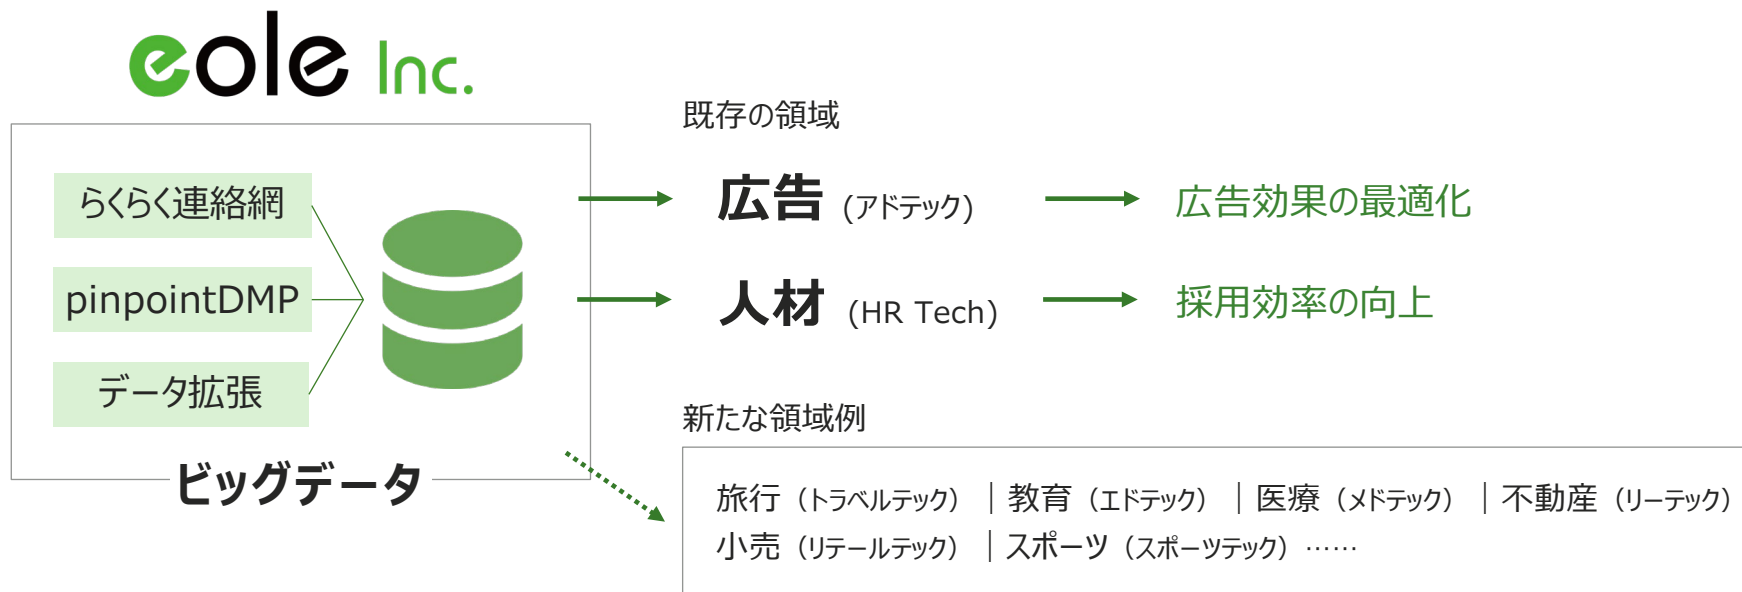 eole Inc.
らくらく連絡網
pinpointDMP
データ拡張
ビッグデータ
既存の領域
広告 (アドテック)
広告効果の最適化
人材 (HR Tech)
採用効率の向上
新たな領域例
旅行（トラベルテック）｜教育（エドテック）｜医療（メドテック）｜不動産（リーテック）
小売（リテールテック）｜スポーツ（スポーツテック）……